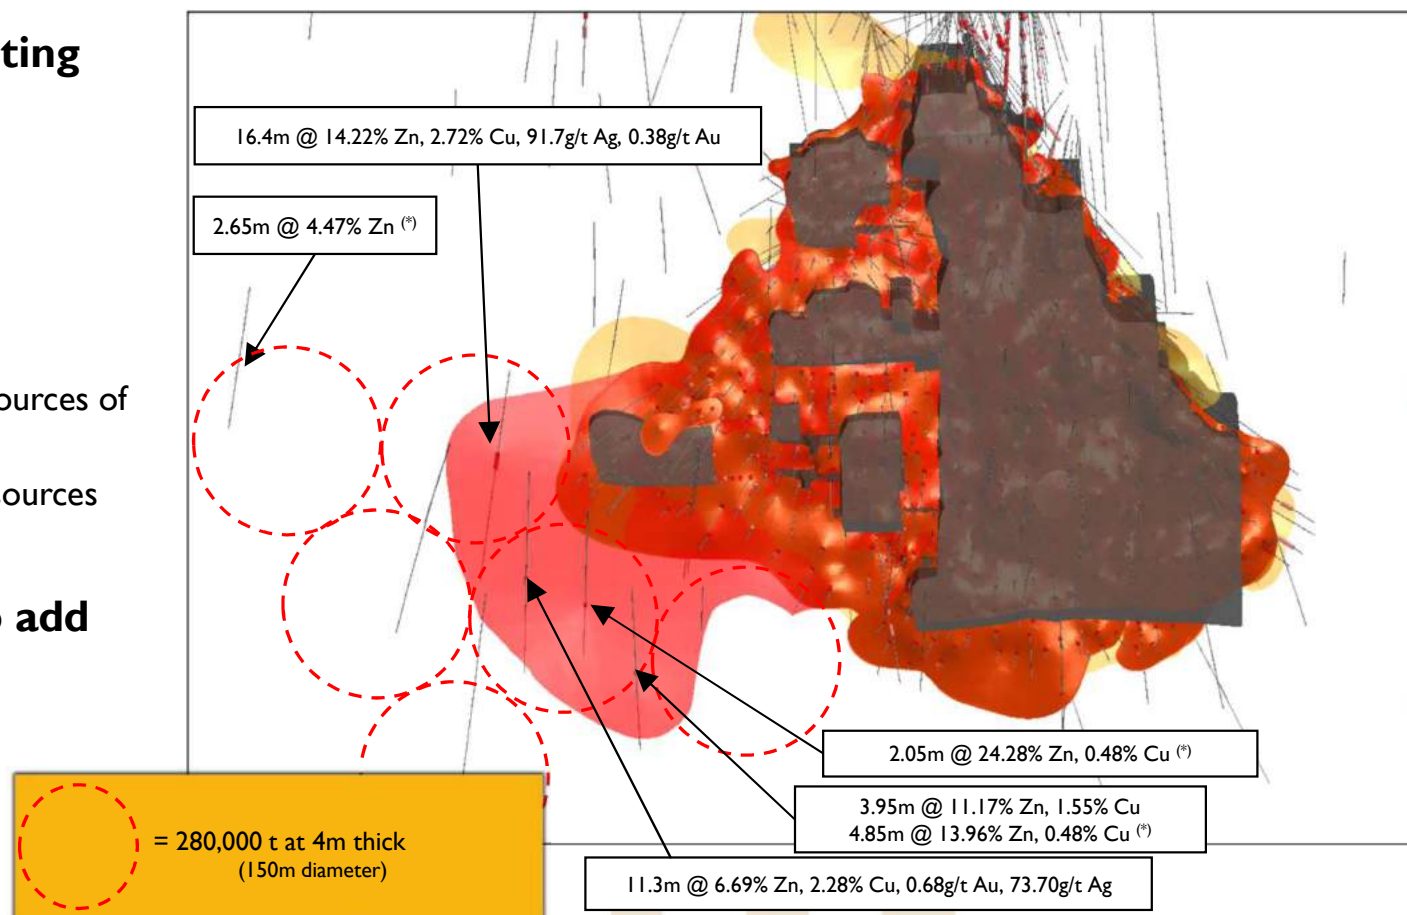 ting
16.4m @ 14.22% Zn, 2.72% Cu, 91.7g/t Ag, 0.38g/t Au
2.65m @ 4.47% Zn (*)
ources of
ources
add
2.05m @ 24.28% Zn, 0.48% Cu (*)
3.95m @ 11.17% Zn, 1.55% Cu
4.85m @ 13.96% Zn, 0.48% Cu (*)
= 280,000 t at 4m thick
(150m diameter)
11.3m @ 6.69% Zn, 2.28% Cu, 0.68g/t Au, 73.70g/t Ag